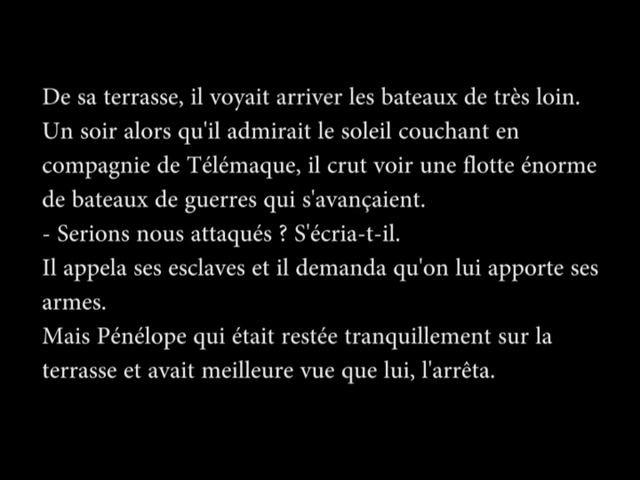 De sa terrasse, il voyait arriver les bateaux de très loin.
Un soir alors qu'il admirait le soleil couchant en
compagnie de Télémaque, il crut voir une flotte énorme
de bateaux de guerres qui s'avançaient.
- Serions nous attaqués ? S'écria-t-il.
Il appela ses esclaves et il demanda qu'on lui apporte ses
armes.
Mais Pénélope qui était restée tranquillement sur la
terrasse et avait meilleure vue que lui, l'arrêta.